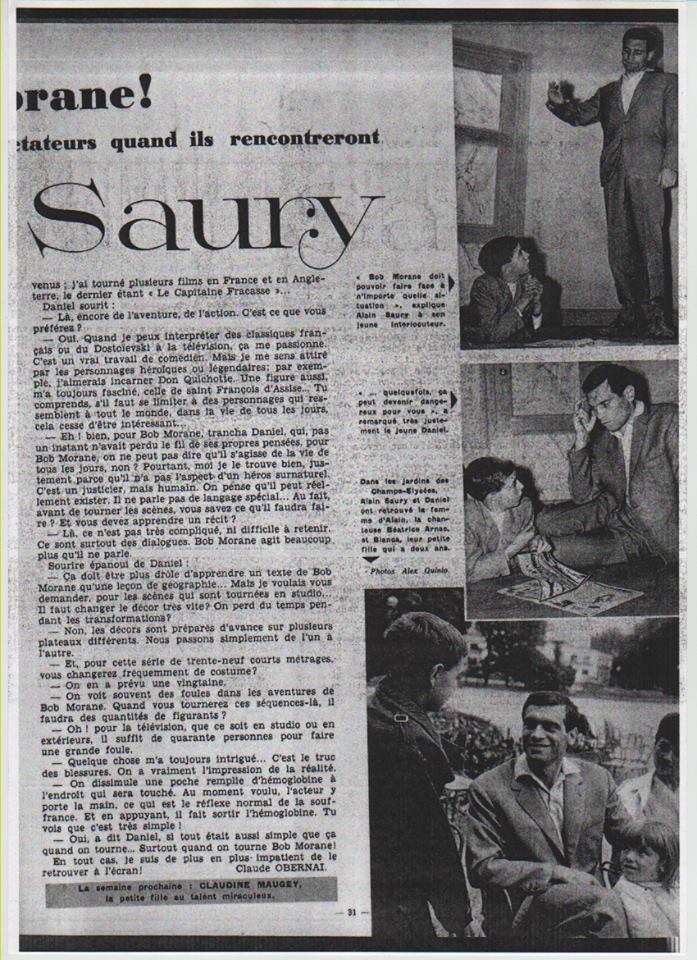 orane!
ctateurs quand ils rencontreront
Saury
venus ; j'ai tourné plusieurs films en France et en Angle-
terre, le dernier étant « Le Capitaine Fracasse »...
Daniel sourit :
— Là, encore de l'aventure, de l'action. C'est ce que vous
préférez ?
— Oui. Quand je peux interpréter des classiques fran-
çais ou du Dostoïevski à la télévision, ça me passionne.
C'est un vrai travail de comédien. Mais je me sens attiré
par les personnages héroïques ou légendaires; par exem-
ple, j'aimerais incarner Don Quichotte. Une figure aussi,
m'a toujours fasciné, celle de saint François d'Assise... Tu
comprends, s'il faut se limiter à des personnages qui res-
semblent à tout le monde, dans la vie de tous les jours,
cela cesse d'être intéressant...
— Eh ! bien, pour Bob Morane, trancha Daniel, qui, pas
un instant n'avait perdu le fil de ses propres pensées, pour
Bob Morane, on ne peut pas dire qu'il s'agisse de la vie de
tous les jours, non ? Pourtant, moi je le trouve bien, jus-
tement parce qu'il n'a pas l'aspect d'un héros surnaturel.
C'est un justicier, mais humain. On pense qu'il peut réel-
lement exister. Il ne parle pas de langage spécial... Au fait,
avant de tourner les scènes, vous savez ce qu'il faudra fai-
re ? Et vous devez apprendre un récit ?
— Là, ce n'est pas très compliqué, ni difficile à retenir.
Ce sont surtout des dialogues. Bob Morane agit beaucoup
plus qu'il ne parle.
Sourire épanoui de Daniel :
— Ça doit être plus drôle d'apprendre un texte de Bob
Morane qu'une leçon de géographie... Mais je voulais vous
demander, pour les scènes qui sont tournées en studio...
Il faut changer le décor très vite? On perd du temps pen-
dant les transformations?
— Non, les décors sont préparés d'avance sur plusieurs
plateaux différents. Nous passons simplement de l'un à
l'autre.
— Et, pour cette série de trente-neuf courts métrages,
vous changerez fréquemment de costume?
— On en a prévu une vingtaine.
— On voit souvent des foules dans les aventures de
Bob Morane. Quand vous tournerez ces séquences-là, il
faudra des quantités de figurants ?
— Oh ! pour la télévision, que ce soit en studio ou en
extérieurs, il suffit de quarante personnes pour faire
une grande foule.
— Quelque chose m'a toujours intrigué... C'est le truc
des blessures. On a vraiment l'impression de la réalité.
— On dissimule une poche remplie d'hémoglobine à
l'endroit qui sera touché. Au moment voulu, l'acteur y
porte la main, ce qui est le réflexe normal de la souf-
france. Et en appuyant, il fait sortir l'hémoglobine. Tu
vois que c'est très simple !
— Oui, a dit Daniel, si tout était aussi simple que ça
quand on tourne... Surtout quand on tourne Bob Morane!
En tout cas, je suis de plus en plus impatient de le
retrouver à l'écran! Claude OBERNAI.
La semaine prochaine : CLAUDINE MAUGEY,
la petite fille au talent miraculeux.
« Bob Morane doit
pouvoir faire face à
n'importe quelle si-
tuation », explique
Alain Saury à son
jeune interlocuteur.
« ... quelquefois, ça
peut devenir dange-
reux pour vous », a
remarqué très juste-
ment le jeune Daniel.
Dans les jardins des
Champs-Elysées,
Alain Saury et Daniel
ont retrouvé la fem-
me d'Alain, la chan-
teuse Béatrice Arnac,
et Bianca, leur petite
fille qui a deux ans.
Photos Alex Quinio
— 31 —